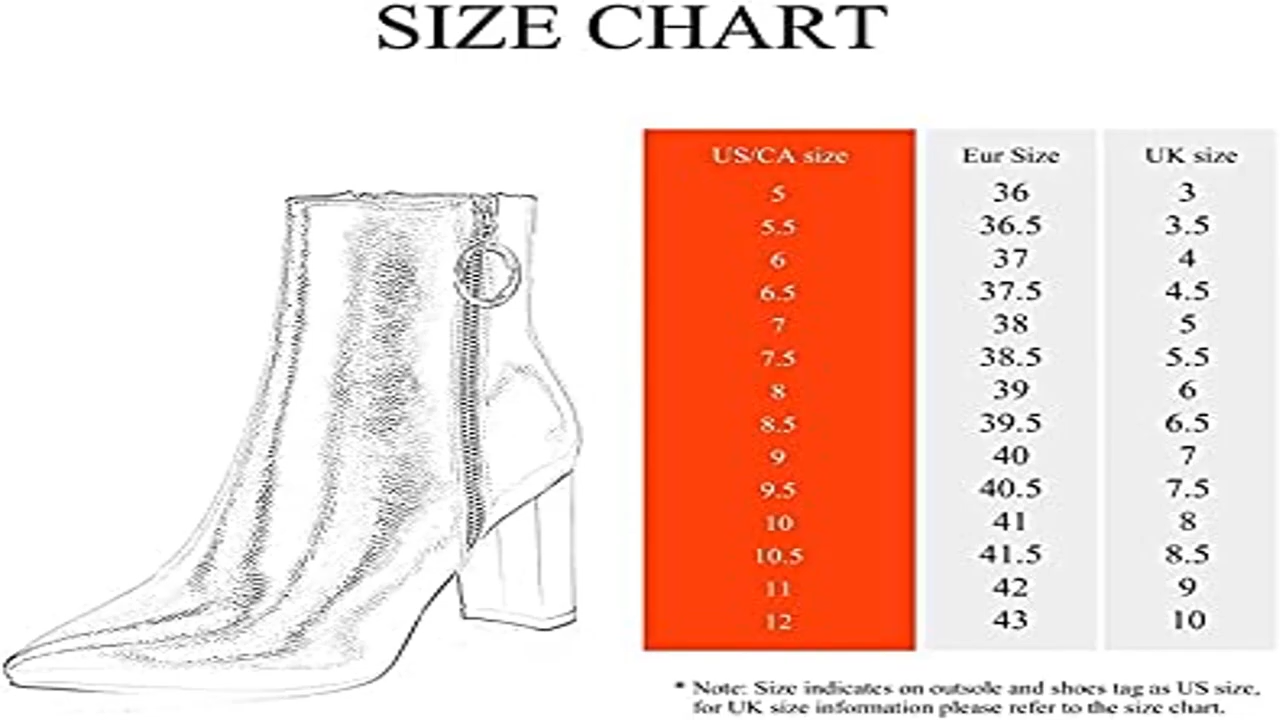 SIZE CHART
US/CA size Eur Size UK size
5 36 3
5.5 36.5 3.5
6 37 4
6.5 37.5 4.5
7 38 5
7.5 38.5 5.5
8 39 6
8.5 39.5 6.5
9 40 7
9.5 40.5 7.5
10 41 8
10.5 41.5 8.5
11 42 9
12 43 10
* Note: Size indicates on outsole and shoes tag as US size,
for UK size information please refer to the size chart.